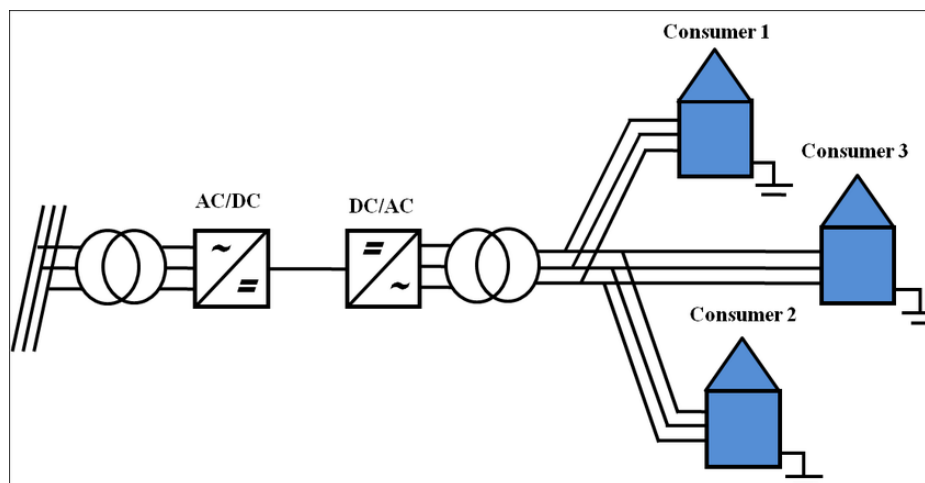 Consumer 1
Consumer 3
AC/DC
DC/AC
~
=
=
~
Consumer 2